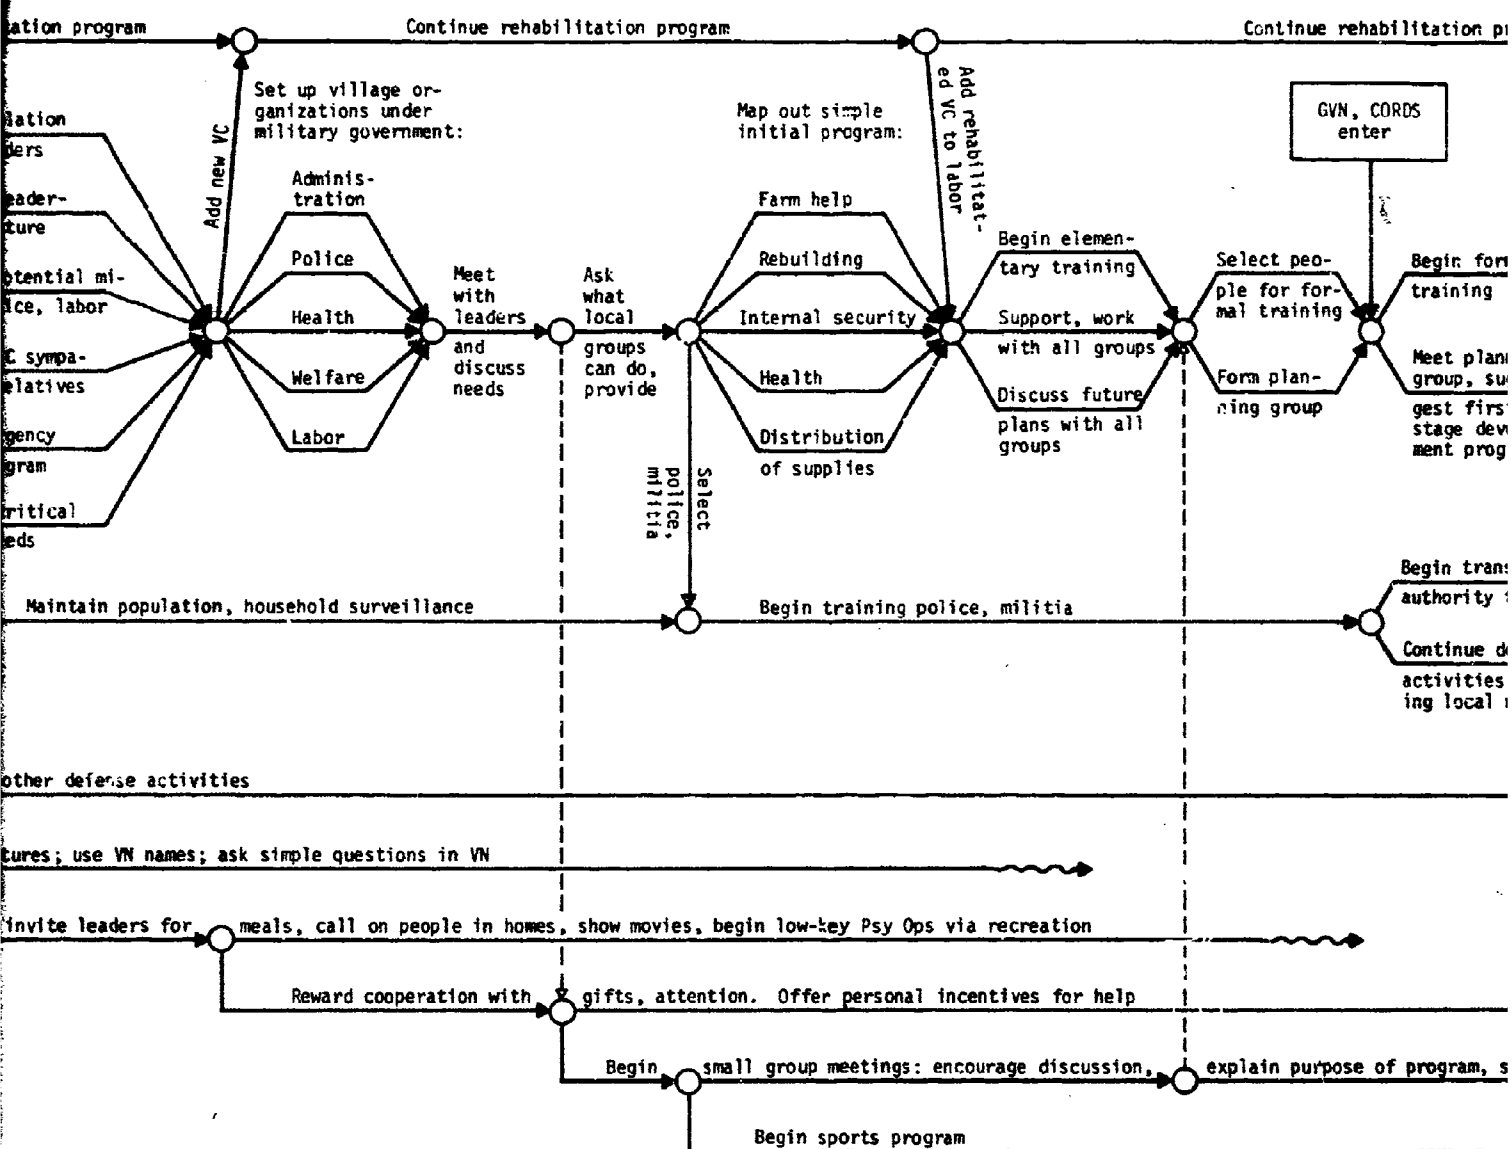 ation program
Continue rehabilitation program
Continue rehabilitation p
Set up village or-
ganizations under
military government:
Add new VC
Map out simple
initial program:
Add rehabilitat-
ed VC to labor
GVN, CORDS
enter
lation
ders
eader-
ture
otential mi-
ice, labor
C sympa-
elatives
gency
gram
ritical
eds
Adminis-
tration
Police
Health
Welfare
Labor
Meet
with
leaders
and
discuss
needs
Ask
what
local
groups
can do,
provide
Farm help
Rebuilding
Internal security
Health
Distribution
of supplies
Select
police,
militia
Begin elemen-
tary training
Support, work
with all groups
Discuss future
plans with all
groups
Select peo-
ple for for-
mal training
Form plan-
ning group
Begin for
training
Meet plan
group, su
gest firs
stage dev
ment prog
Maintain population, household surveillance
Begin training police, militia
Begin trans
authority
Continue d
activities
ing local
other defense activities
tures; use VN names; ask simple questions in VN
invite leaders for
meals, call on people in homes, show movies, begin low-key Psy Ops via recreation
Reward cooperation with
gifts, attention. Offer personal incentives for help
Begin
small group meetings: encourage discussion,
explain purpose of program, s
Begin sports program